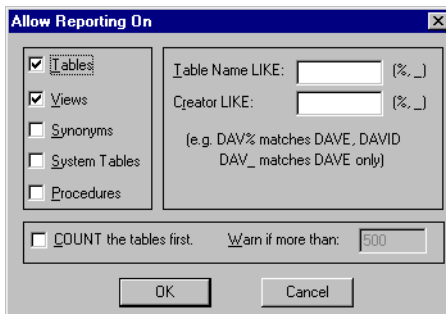 Allow Reporting On
Tables
Views
Synonyms
System Tables
Procedures
Table Name LIKE: (%, _)
Creator LIKE: (%, _)
(e.g. DAV% matches DAVE, DAVID
DAV_ matches DAVE only)
COUNT the tables first. Warn if more than: 500
OK Cancel